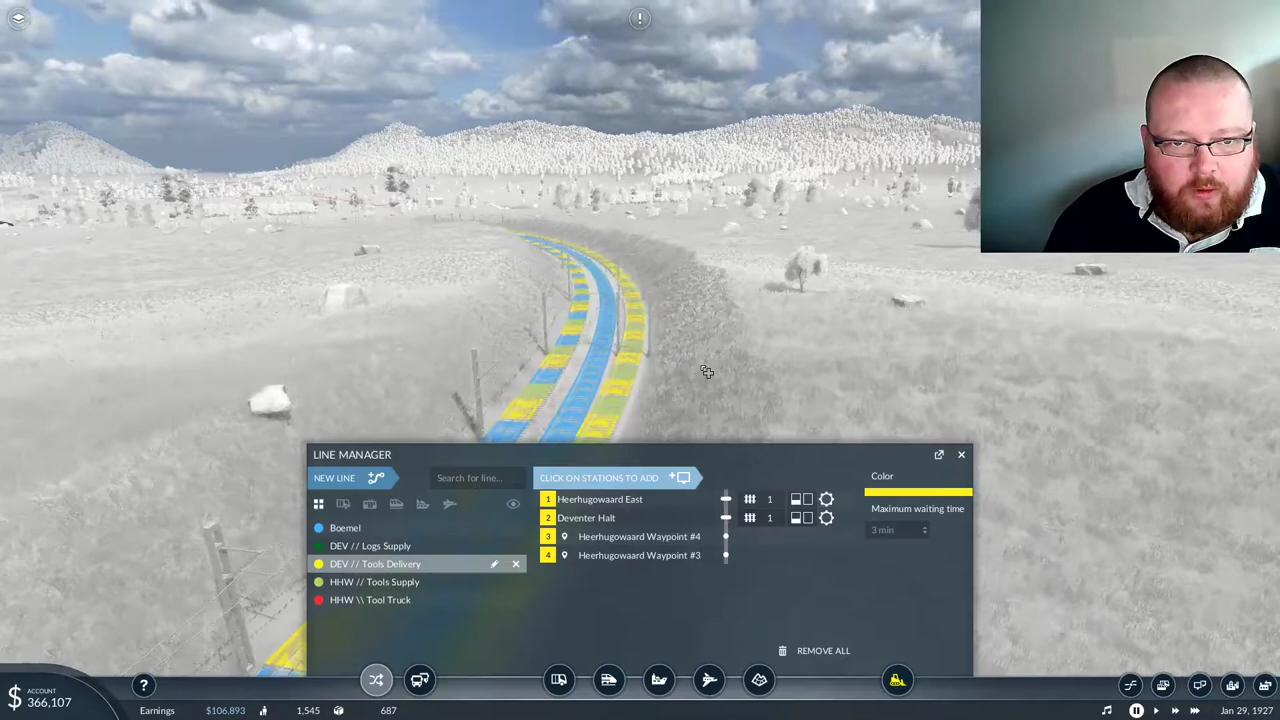 LINE MANAGER
NEW LINE
Search for line...
CLICK ON STATIONS TO ADD
Color
1 Heerhugowaard East 1
Maximum waiting time
2 Deventer Halt 1
3 min
Boemel
3 Heerhugowaard Waypoint #4
DEV // Logs Supply
4 Heerhugowaard Waypoint #3
DEV // Tools Delivery
HHW // Tools Supply
HHW \\ Tool Truck
REMOVE ALL
$ ACCOUNT
366,107
?
!
Earnings $106,893 1,545 687
Jan 29, 1927